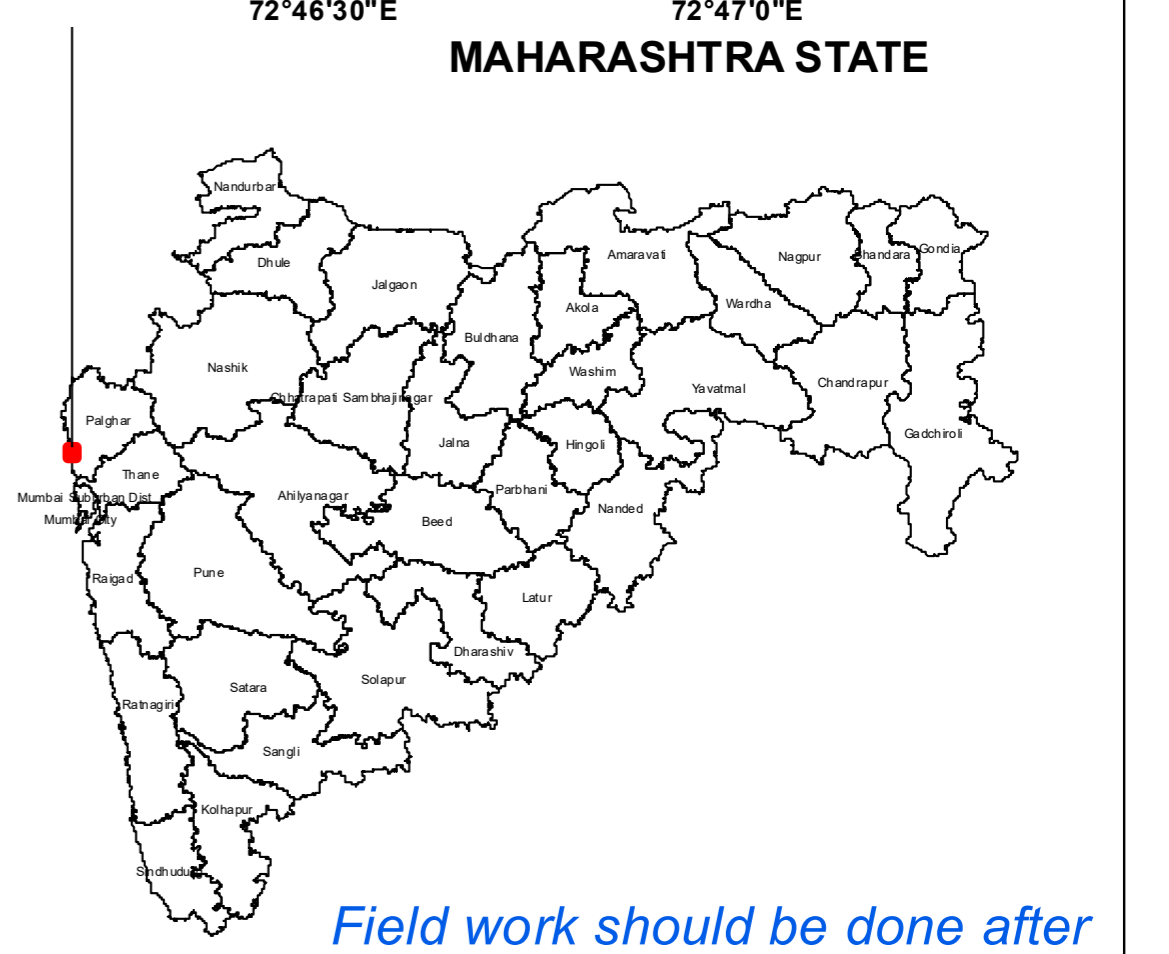 72°46'30"E 72°47'0"E
MAHARASHTRA STATE
Nandurbar
Dhule
Jalgaon
Amaravati
Nagpur
Bhandara
Gondia
Akola
Wardha
Buldhana
Nashik
Washim
Chhatrapati Sambhajinagar
Yavatmal
Chandrapur
Palghar
Jalna
Hingoli
Gadchiroli
Thane
Mumbai Suburban Dist
Ahilyanagar
Parbhani
Mumbai City
Beed
Nanded
Raigad
Pune
Latur
Dharashiv
Satara
Solapur
Ratnagiri
Sangli
Kolhapur
Field work should be done after